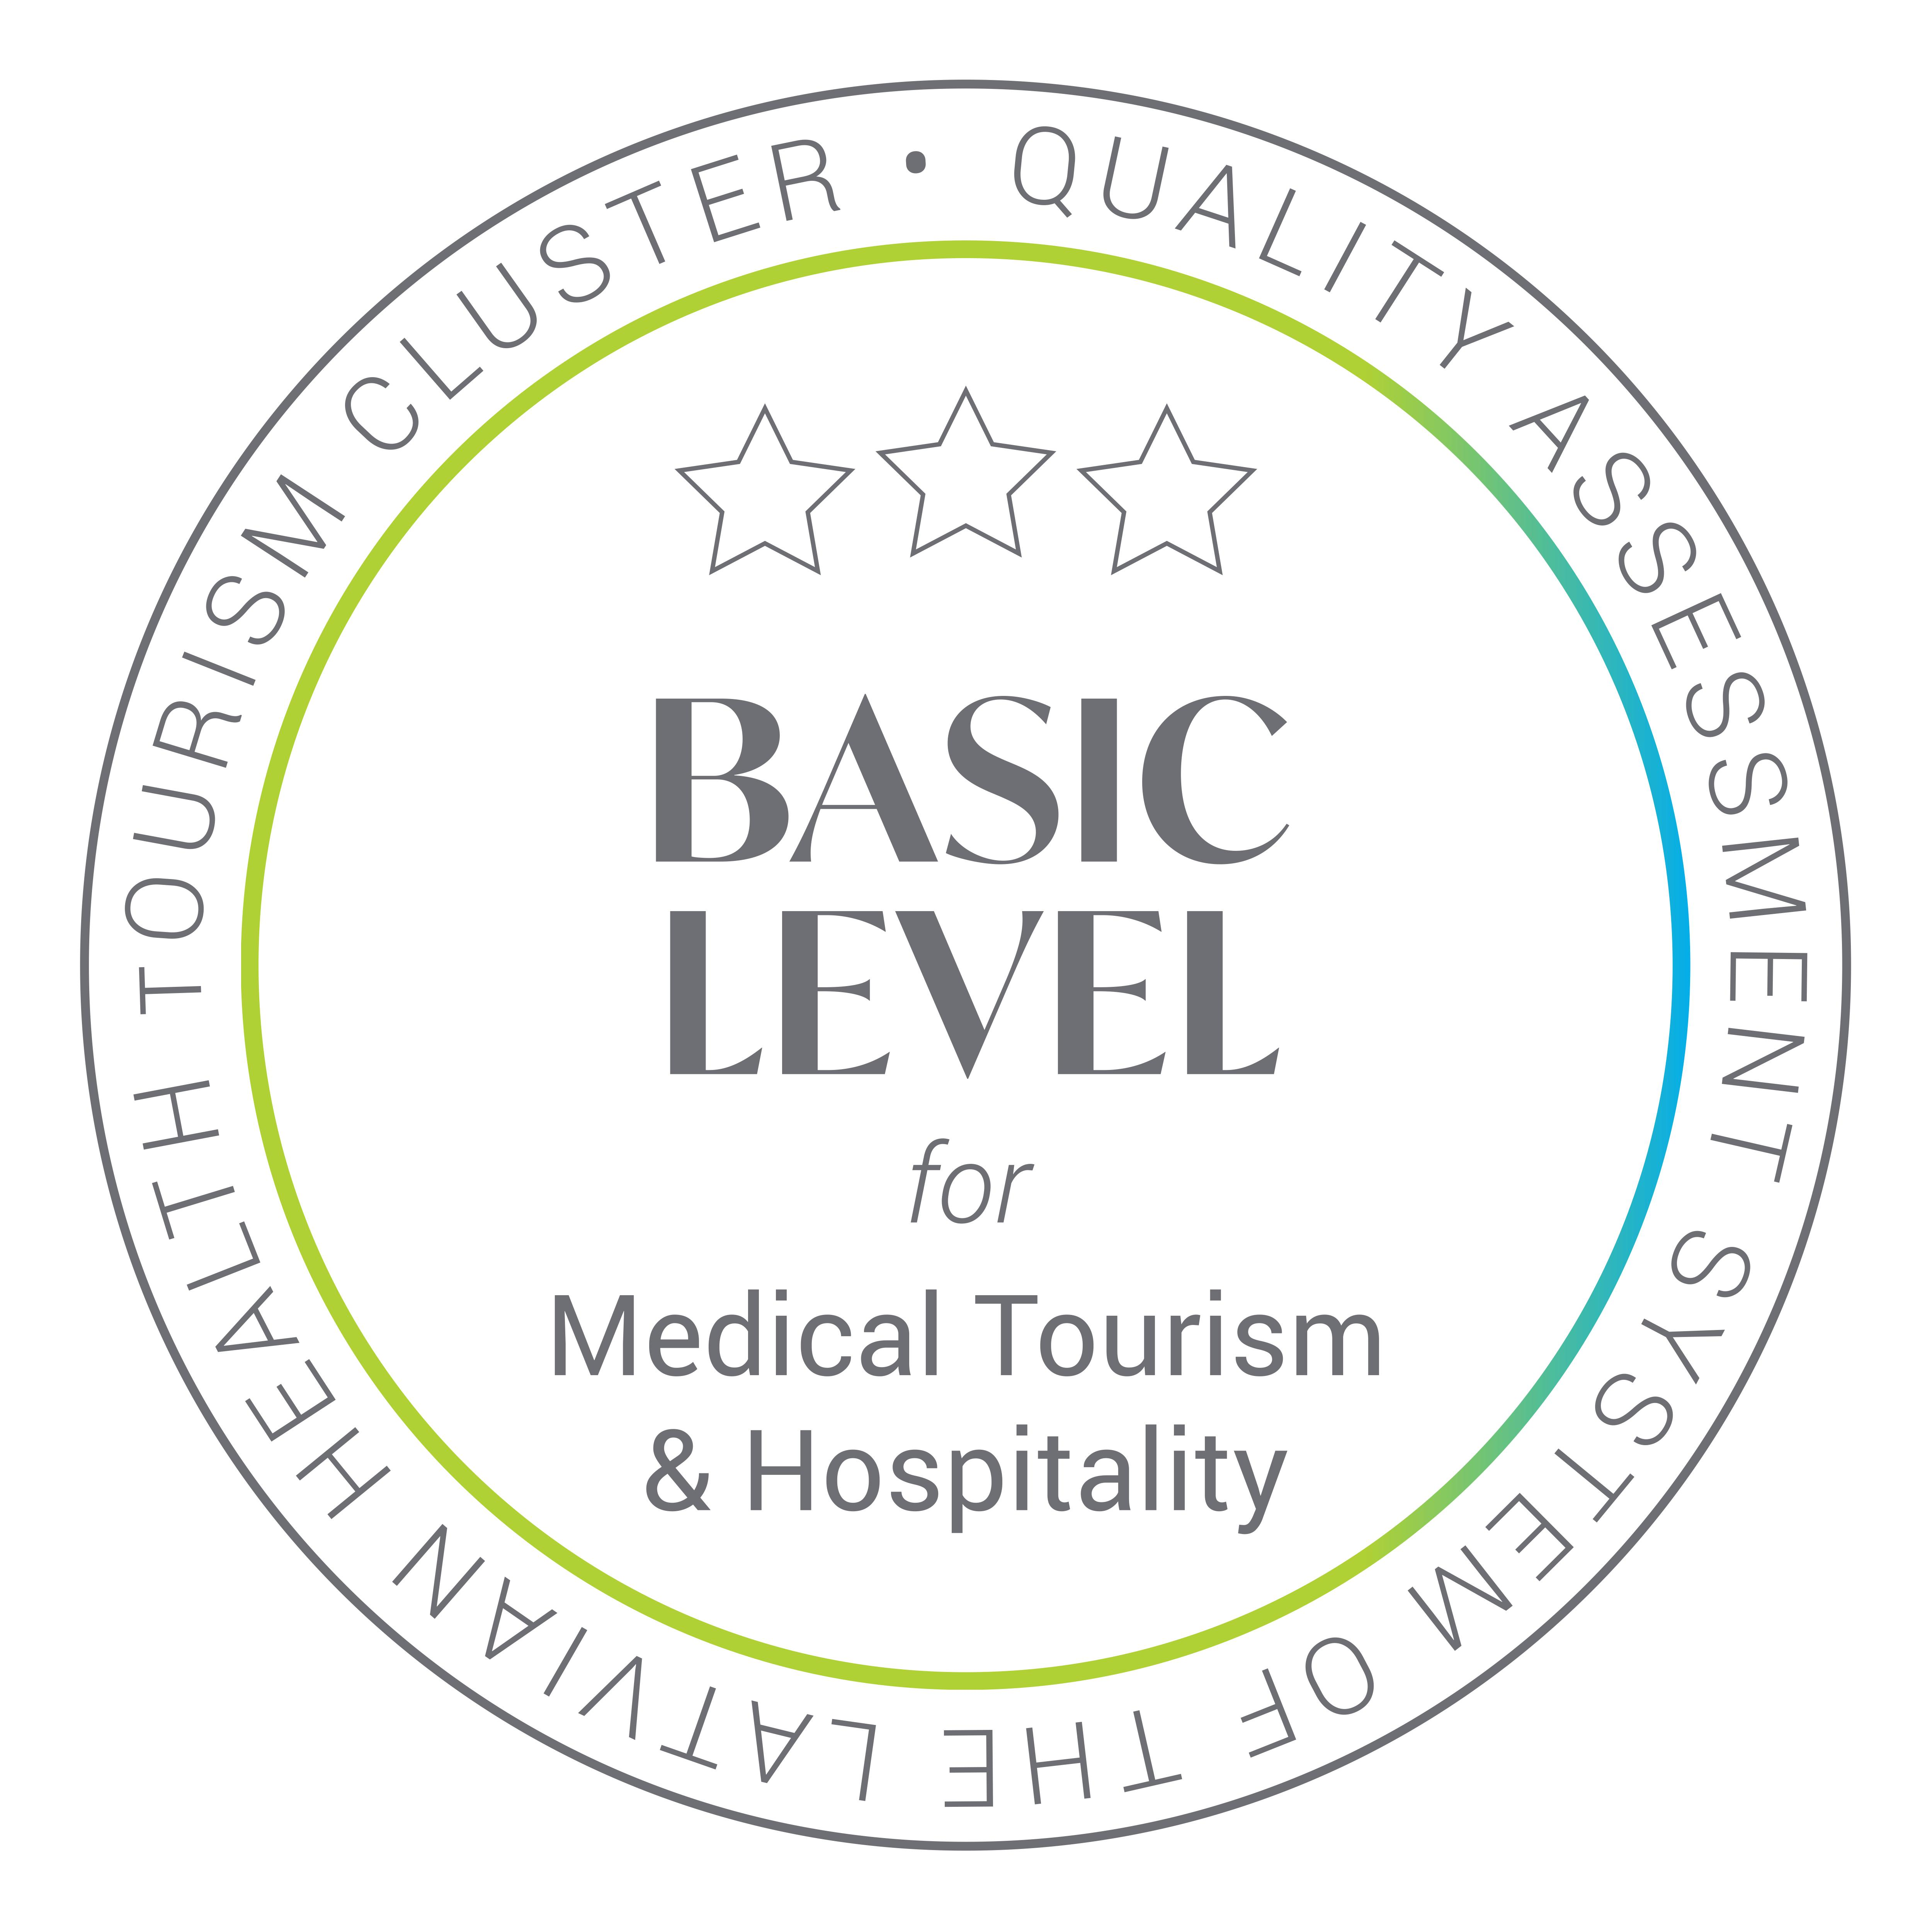 QUALITY ASSESSMENT SYSTEM OF THE LATVIAN HEALTH TOURISM CLUSTER •
BASIC
LEVEL
for
Medical Tourism
& Hospitality